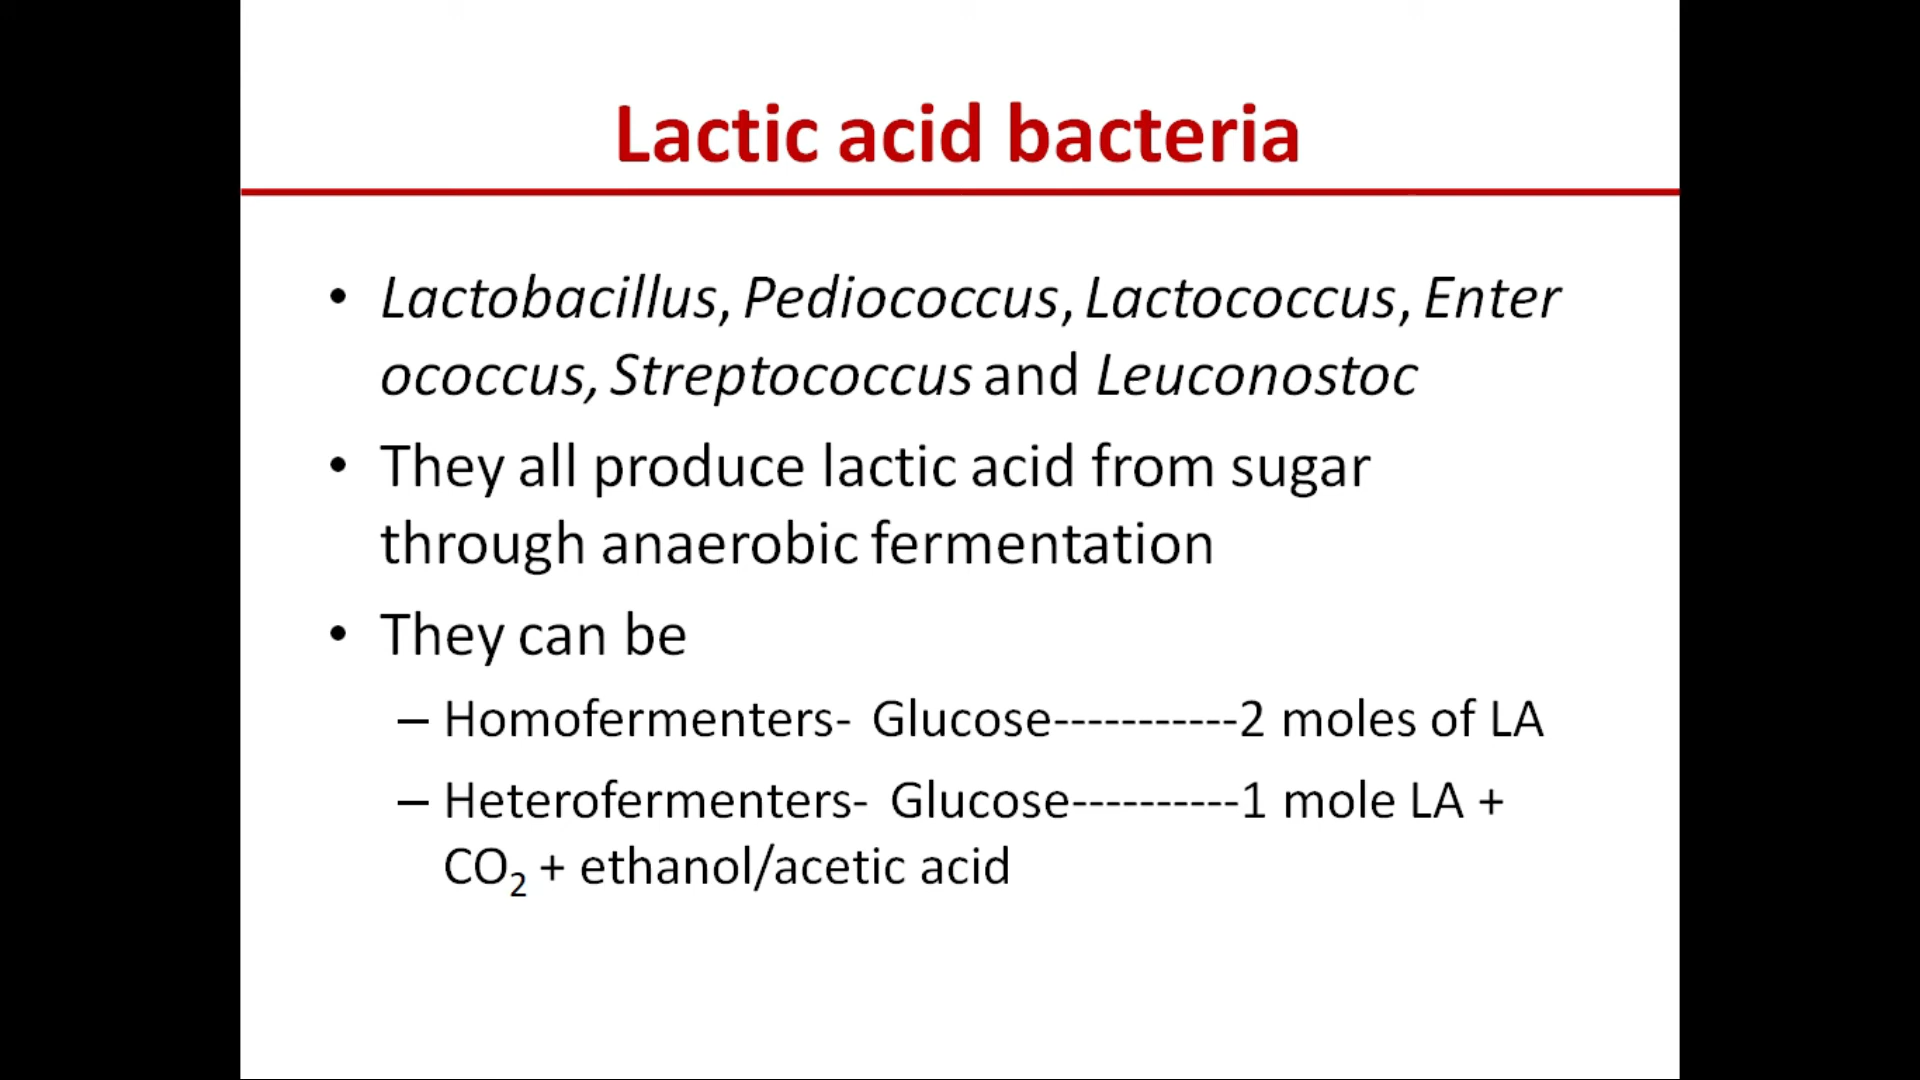 Lactic acid bacteria
• Lactobacillus, Pediococcus, Lactococcus, Enter
ococcus, Streptococcus and Leuconostoc
• They all produce lactic acid from sugar
through anaerobic fermentation
• They can be
– Homofermenters- Glucose-----------2 moles of LA
– Heterofermenters- Glucose----------1 mole LA +
CO₂ + ethanol/acetic acid